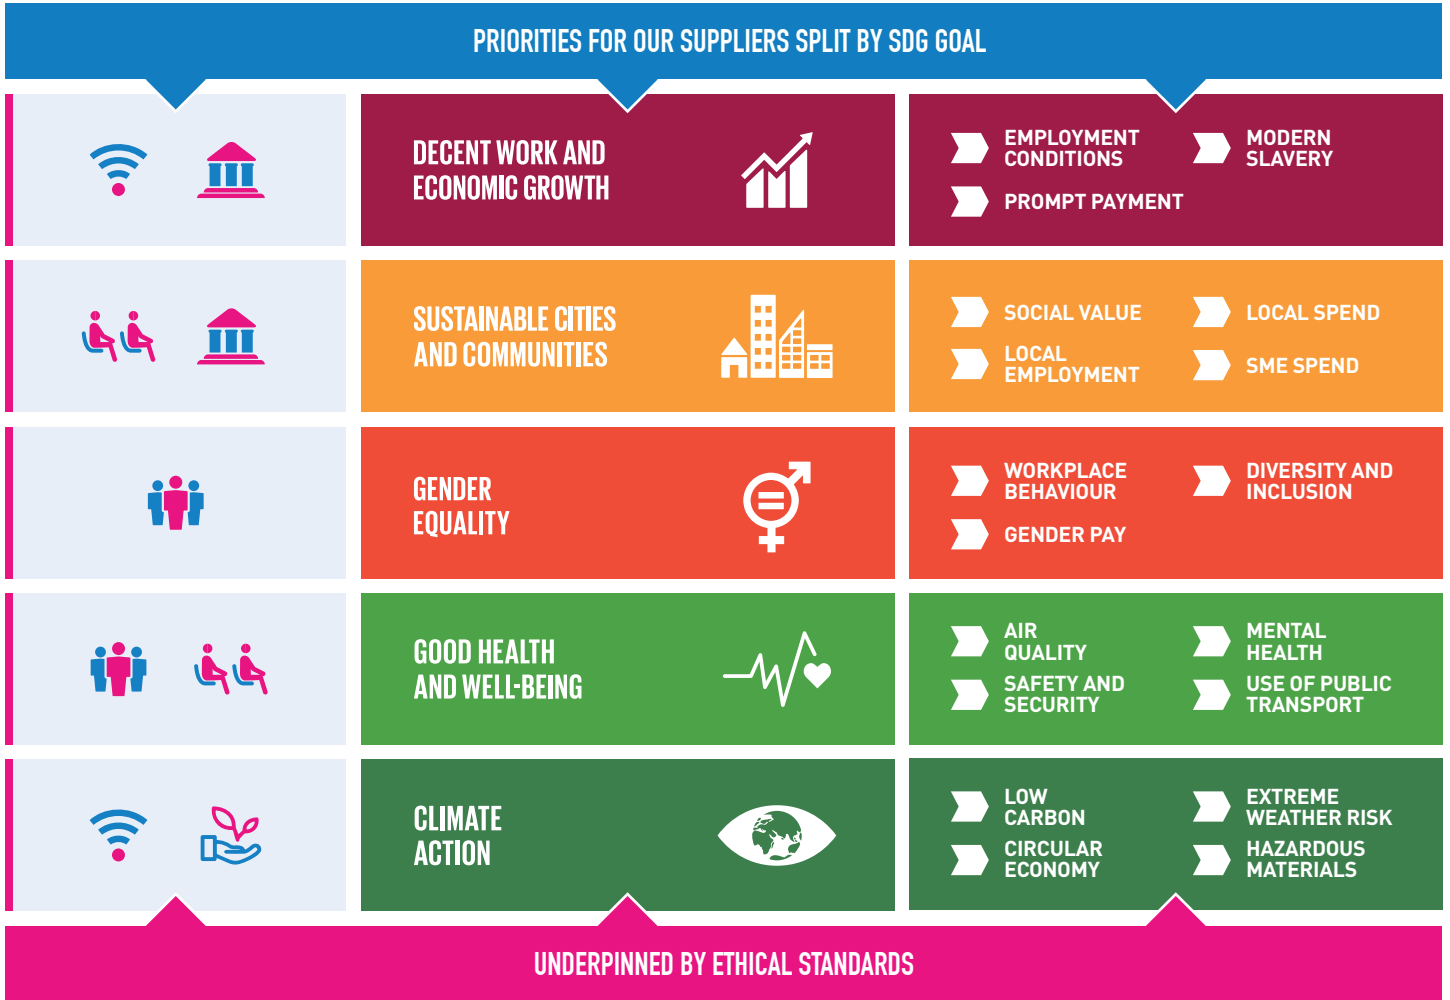 PRIORITIES FOR OUR SUPPLIERS SPLIT BY SDG GOAL
DECENT WORK AND
ECONOMIC GROWTH
EMPLOYMENT
CONDITIONS
MODERN
SLAVERY
PROMPT PAYMENT
SUSTAINABLE CITIES
AND COMMUNITIES
SOCIAL VALUE
LOCAL SPEND
LOCAL
EMPLOYMENT
SME SPEND
GENDER
EQUALITY
WORKPLACE
BEHAVIOUR
DIVERSITY AND
INCLUSION
GENDER PAY
GOOD HEALTH
AND WELL-BEING
AIR
QUALITY
MENTAL
HEALTH
SAFETY AND
SECURITY
USE OF PUBLIC
TRANSPORT
CLIMATE
ACTION
LOW
CARBON
EXTREME
WEATHER RISK
CIRCULAR
ECONOMY
HAZARDOUS
MATERIALS
UNDERPINNED BY ETHICAL STANDARDS